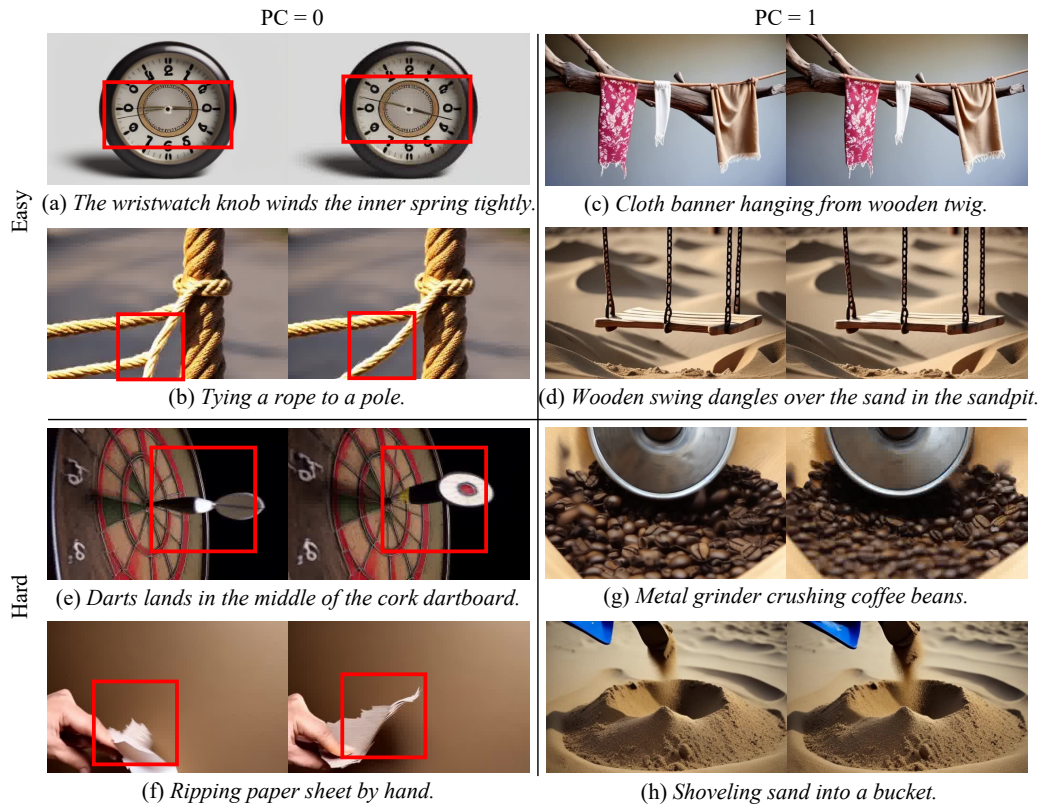 PC = 0
PC = 1
Easy
(a) The wristwatch knob winds the inner spring tightly.
(c) Cloth banner hanging from wooden twig.
(b) Tying a rope to a pole.
(d) Wooden swing dangles over the sand in the sandpit.
Hard
(e) Darts lands in the middle of the cork dartboard.
(g) Metal grinder crushing coffee beans.
(f) Ripping paper sheet by hand.
(h) Shoveling sand into a bucket.